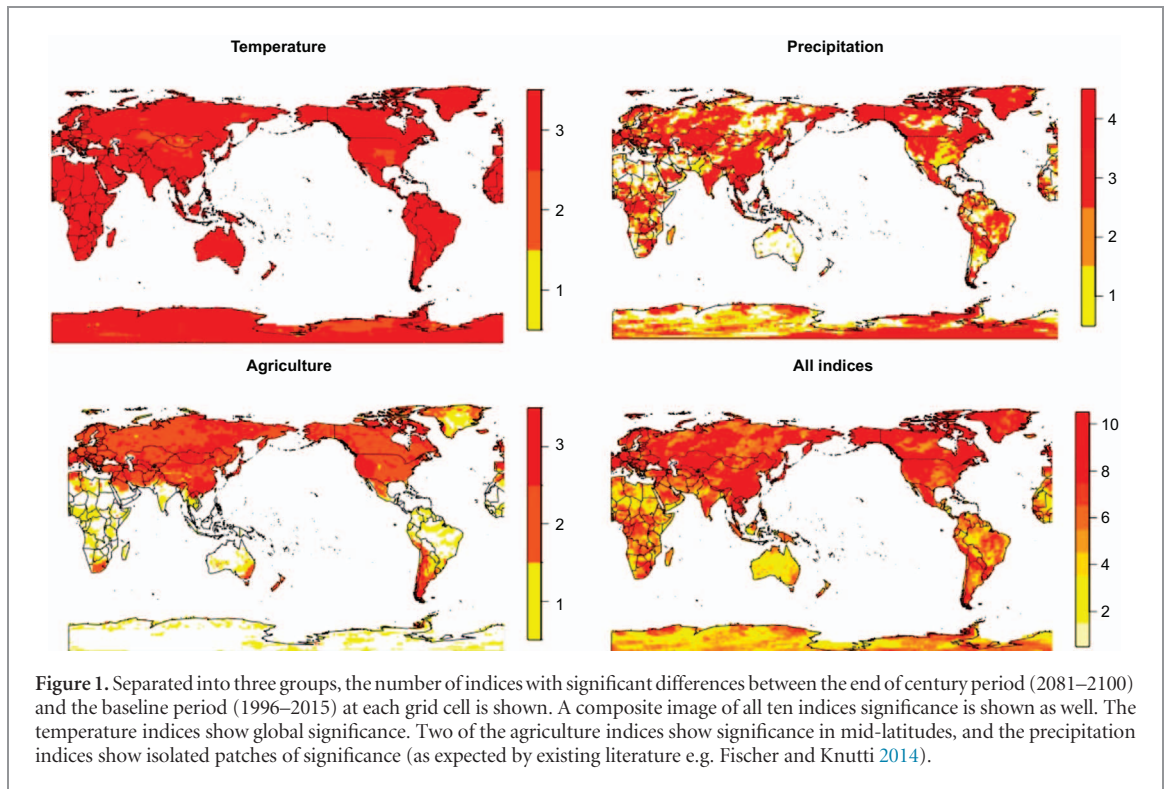 Temperature
Precipitation
3
2
1
4
3
2
1
Agriculture
All indices
3
2
1
10
8
6
4
2
Figure 1. Separated into three groups, the number of indices with significant differences between the end of century period (2081–2100)
and the baseline period (1996–2015) at each grid cell is shown. A composite image of all ten indices significance is shown as well. The
temperature indices show global significance. Two of the agriculture indices show significance in mid-latitudes, and the precipitation
indices show isolated patches of significance (as expected by existing literature e.g. Fischer and Knutti 2014).